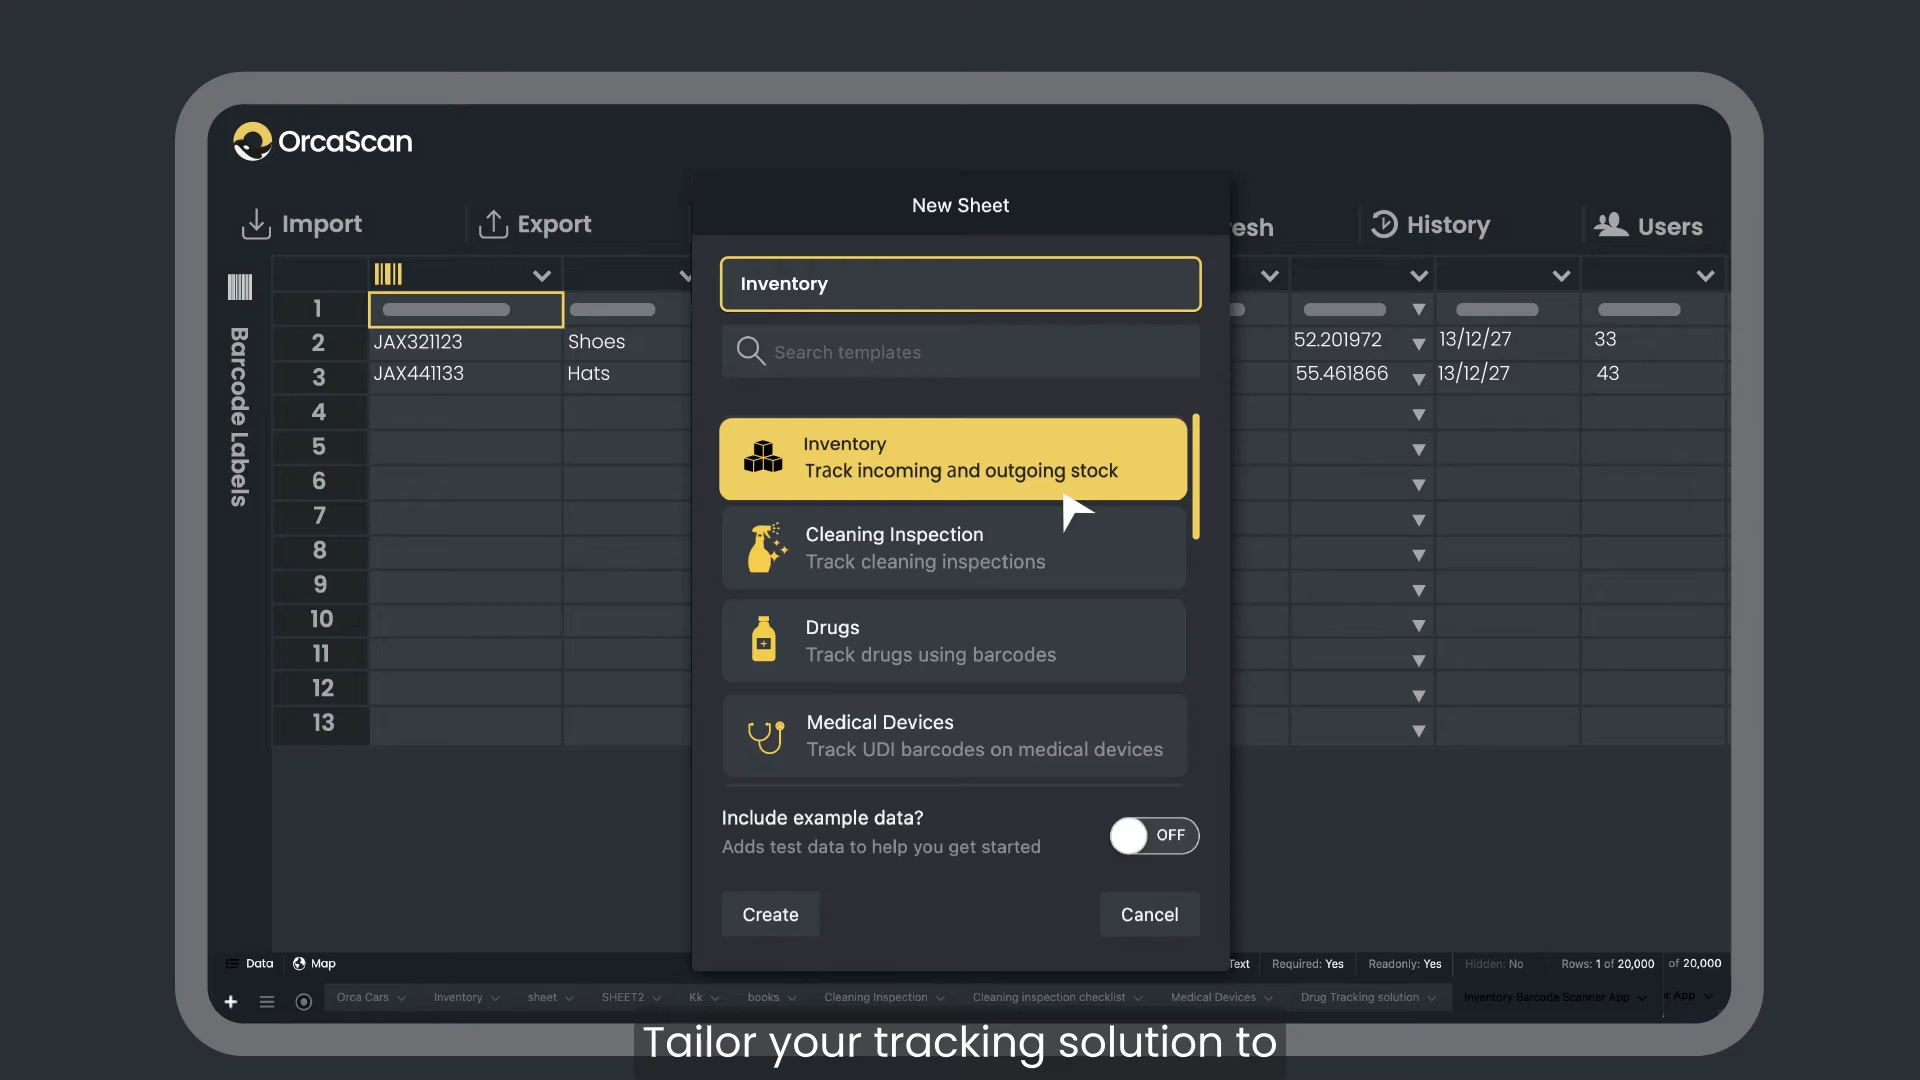 OrcaScan
New Sheet
Import
Export
esh
History
Users
Inventory
Search templates
Barcode Labels
1
2 JAX321123 Shoes 52.201972 13/12/27 33
3 JAX441133 Hats 55.461866 13/12/27 43
4
5
6
7
8
9
10
11
12
13
Inventory
Track incoming and outgoing stock
Cleaning Inspection
Track cleaning inspections
Drugs
Track drugs using barcodes
Medical Devices
Track UDI barcodes on medical devices
Include example data?
Adds test data to help you get started
OFF
Create
Cancel
Data Map Text Required: Yes Readonly: Yes Hidden: No Rows: 1 of 20,000 of 20,000
Orca Cars Inventory sheet SHEET2 Kk books Cleaning Inspection Cleaning inspection checklist Medical Devices Drug Tracking solution Inventory Barcode Scanner App r App
Tailor your tracking solution to